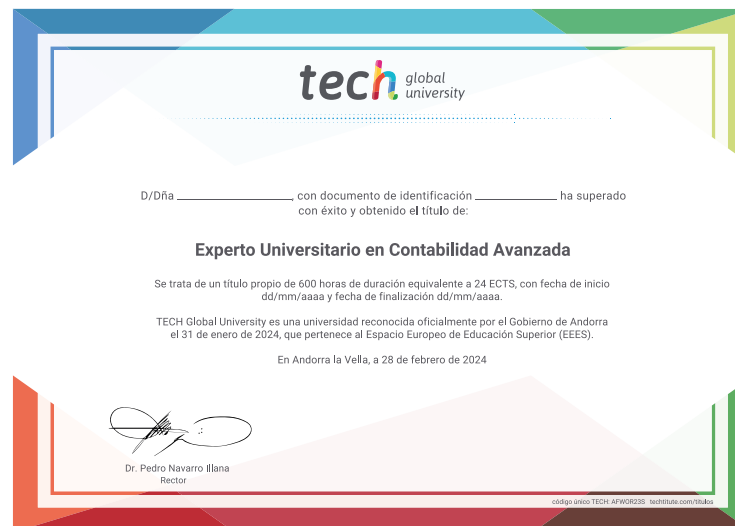 tech global university
D/Dña ____________, con documento de identificación ____________ ha superado
con éxito y obtenido el título de:
Experto Universitario en Contabilidad Avanzada
Se trata de un título propio de 600 horas de duración equivalente a 24 ECTS, con fecha de inicio
dd/mm/aaaa y fecha de finalización dd/mm/aaaa.
TECH Global University es una universidad reconocida oficialmente por el Gobierno de Andorra
el 31 de enero de 2024, que pertenece al Espacio Europeo de Educación Superior (EEES).
En Andorra la Vella, a 28 de febrero de 2024
Dr. Pedro Navarro Illana
Rector
código único TECH: AFWOR23S techtitute.com/titulos